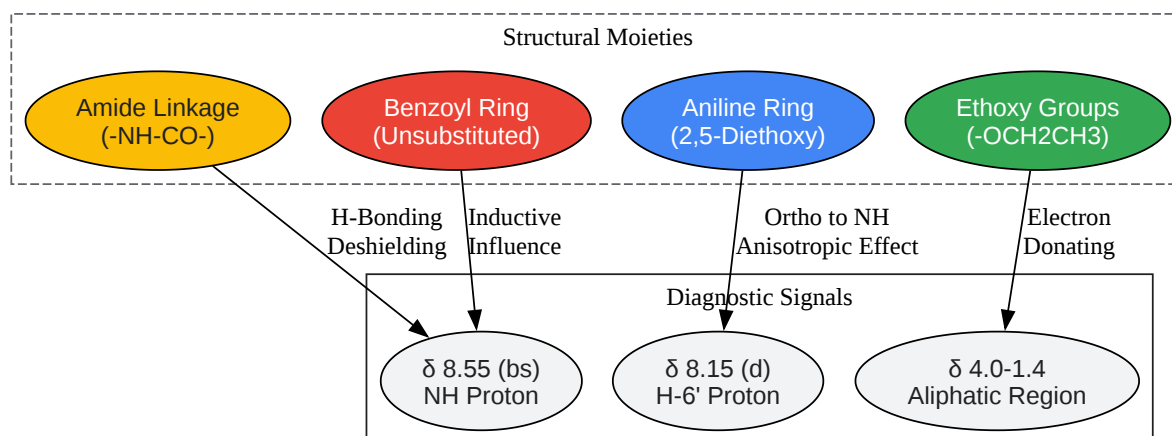 Structural Moieties
Amide Linkage
(-NH-CO-)
Benzoyl Ring
(Unsubstituted)
Aniline Ring
(2,5-Diethoxy)
Ethoxy Groups
(-OCH2CH3)
H-Bonding
Deshielding
Inductive
Influence
Ortho to NH
Anisotropic Effect
Electron
Donating
Diagnostic Signals
δ 8.55 (bs)
NH Proton
δ 8.15 (d)
H-6' Proton
δ 4.0-1.4
Aliphatic Region